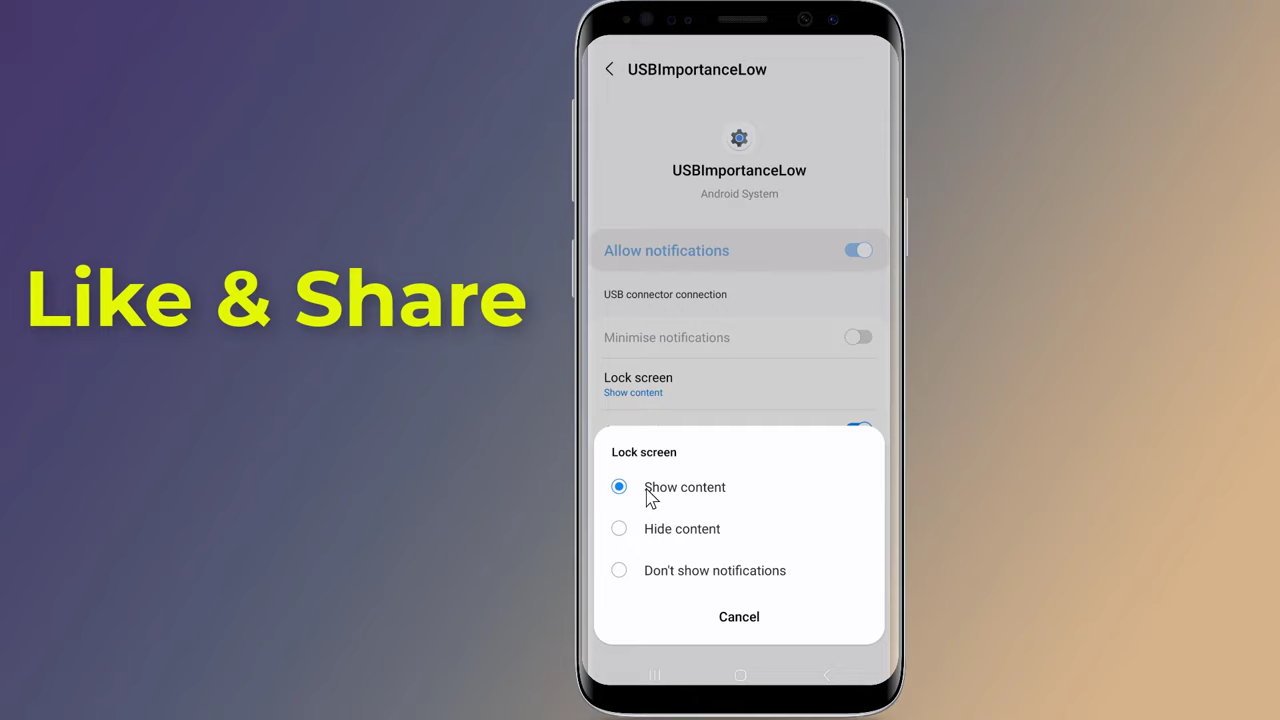 Like & Share
USBImportanceLow
USBImportanceLow
Android System
Allow notifications
USB connector connection
Minimise notifications
Lock screen
Show content
Lock screen
Show content
Hide content
Don't show notifications
Cancel